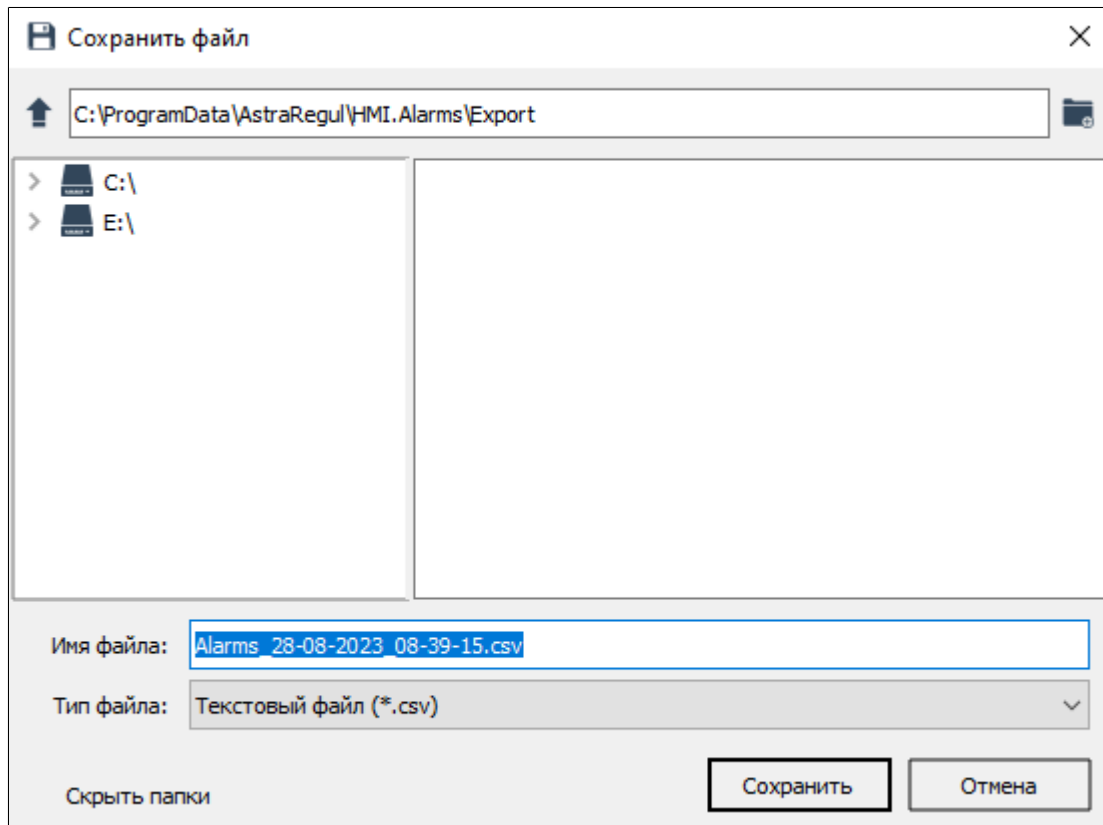 Сохранить файл
C:\ProgramData\AstraRegul\HMI.Alarms\Export
C:\
E:\
Имя файла: Alarms_28-08-2023_08-39-15.csv
Тип файла: Текстовый файл (*.csv)
Скрыть папки Сохранить Отмена